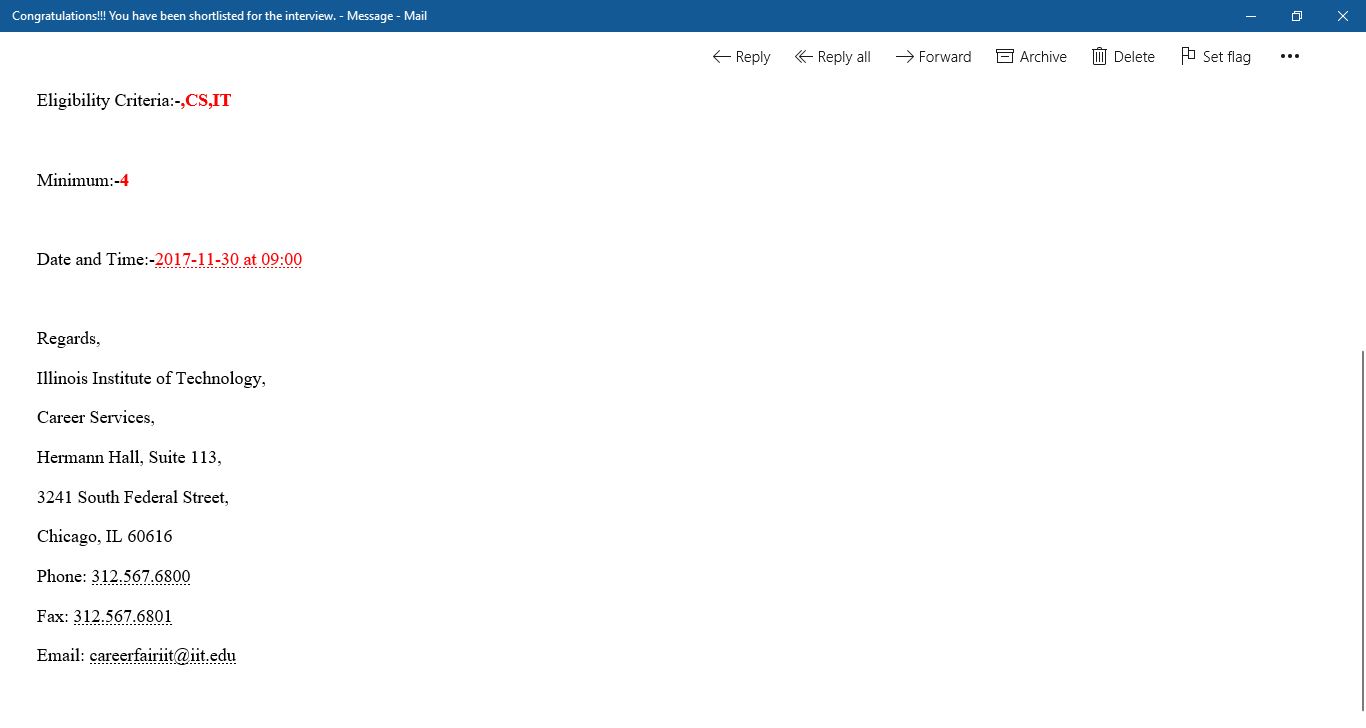 Congratulations!!! You have been shortlisted for the interview. - Message - Mail
Reply Reply all Forward Archive Delete Set flag
Eligibility Criteria:-,CS,IT
Minimum:-4
Date and Time:-2017-11-30 at 09:00
Regards,
Illinois Institute of Technology,
Career Services,
Hermann Hall, Suite 113,
3241 South Federal Street,
Chicago, IL 60616
Phone: 312.567.6800
Fax: 312.567.6801
Email: careerfairiit@iit.edu